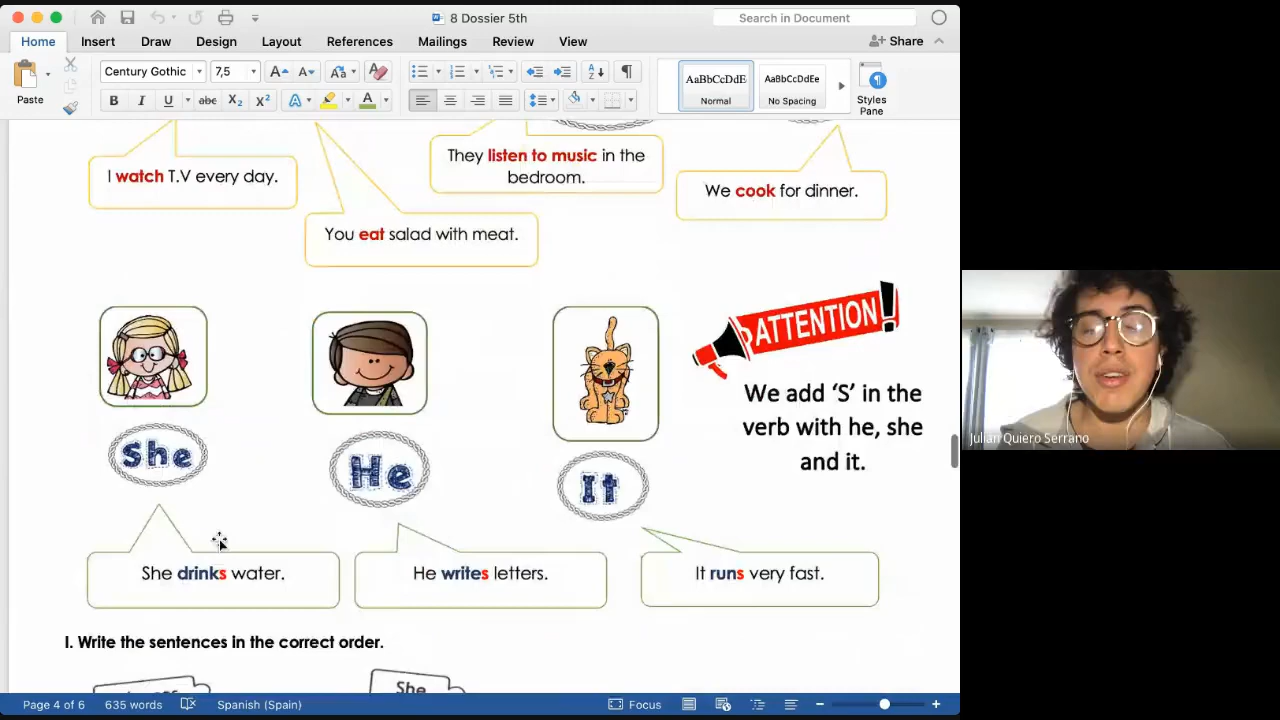 8 Dossier 5th
Search in Document
Home Insert Draw Design Layout References Mailings Review View Share
Paste
Century Gothic 7,5
B I U abc X₂ X² A A
AaBbCcDdE Normal
AaBbCcDdEe No Spacing
Styles Pane
They listen to music in the
bedroom.
I watch T.V every day.
We cook for dinner.
You eat salad with meat.
ATTENTION!
We add ‘S’ in the
verb with he, she
and it.
She
He
It
She drinks water.
He writes letters.
It runs very fast.
I. Write the sentences in the correct order.
She
Julian Quiero Serrano
Page 4 of 6 635 words Spanish (Spain) Focus